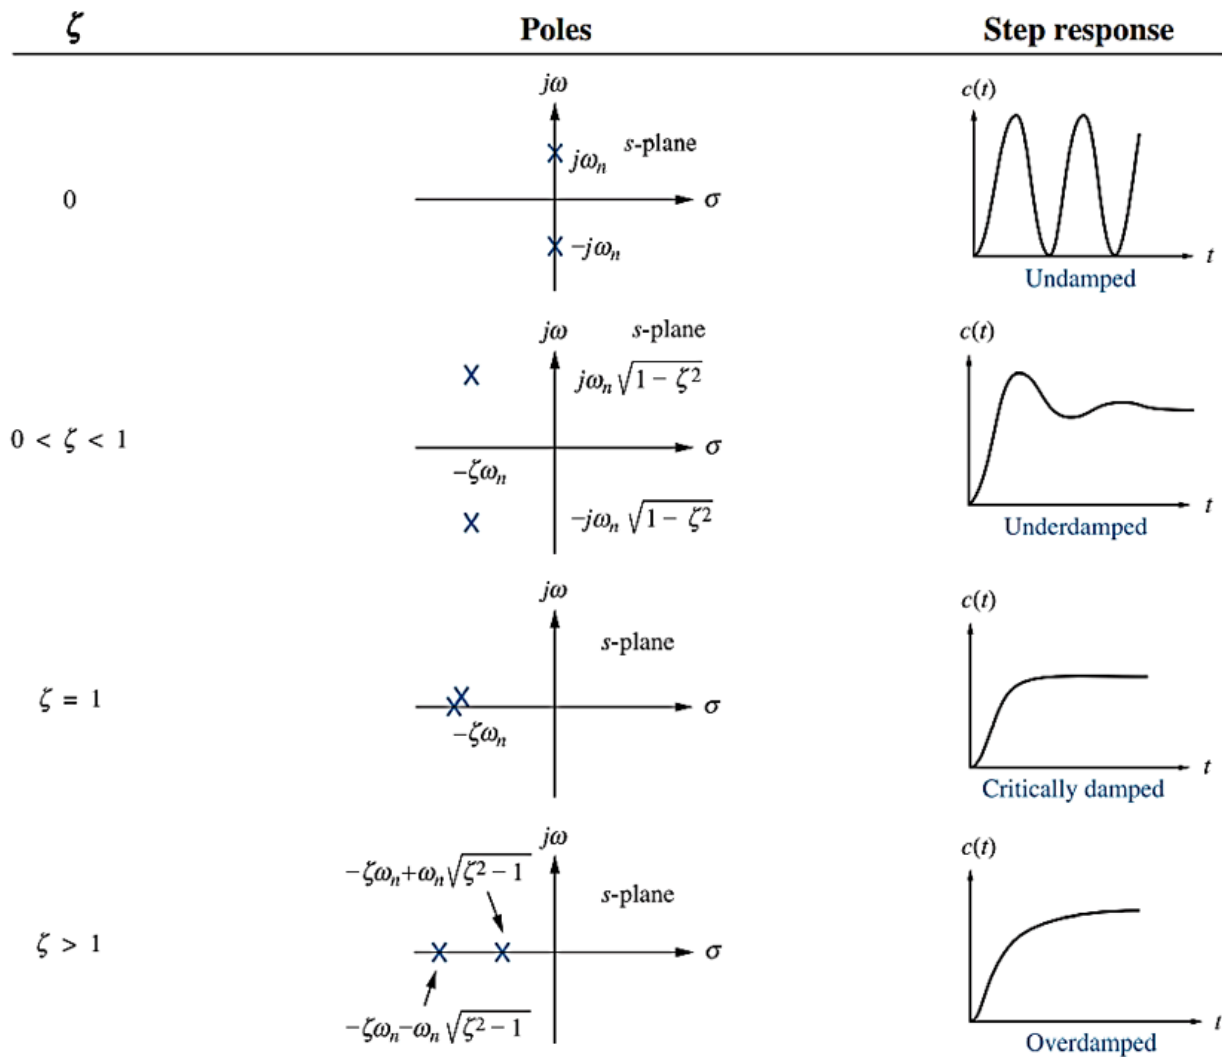 ζ Poles Step response
jω
s-plane
jωₙ
σ
−jωₙ
0
c(t)
t
Undamped
jω
s-plane
jωₙ√(1 − ζ²)
σ
−ζωₙ
−jωₙ√(1 − ζ²)
0 < ζ < 1
c(t)
t
Underdamped
jω
s-plane
σ
−ζωₙ
ζ = 1
c(t)
t
Critically damped
jω
−ζωₙ+ωₙ√(ζ² − 1)
s-plane
σ
−ζωₙ−ωₙ√(ζ² − 1)
ζ > 1
c(t)
t
Overdamped